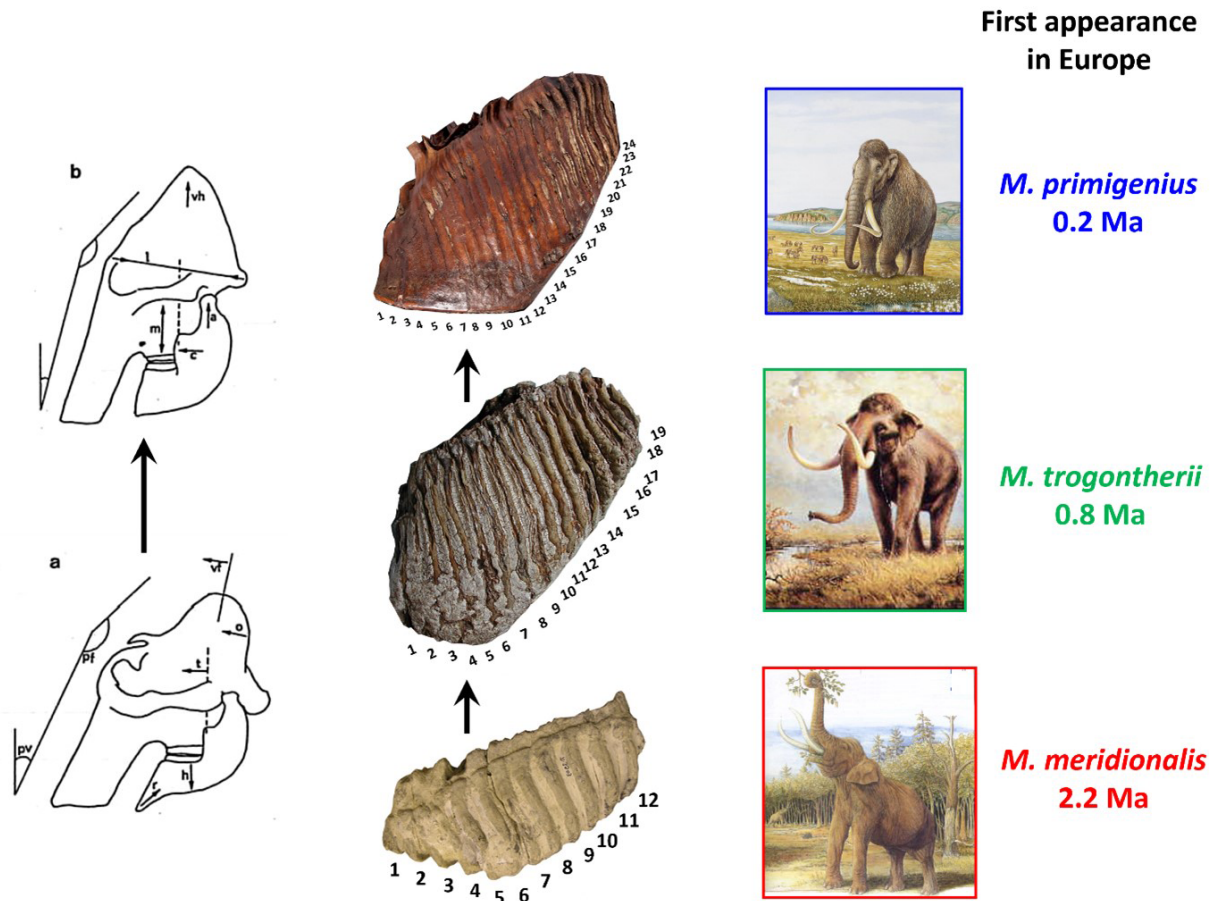 First appearance
in Europe
b
vh
l
m
a
c
1 2 3 4 5 6 7 8 9 10 11 12 13 14 15 16 17 18 19 20 21 22 23 24
M. primigenius
0.2 Ma
1 2 3 4 5 6 7 8 9 10 11 12 13 14 15 16 17 18 19
M. trogontherii
0.8 Ma
a
vf
o
pf
t
pv
h
r
1 2 3 4 5 6 7 8 9 10 11 12
M. meridionalis
2.2 Ma